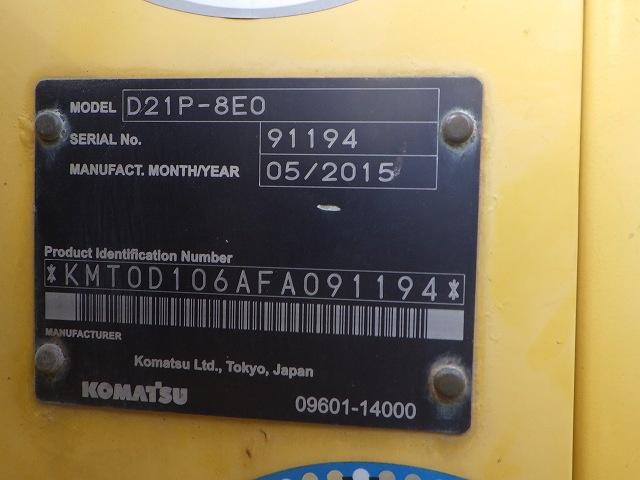 MODEL D21P-8E0
SERIAL No. 91194
MANUFACT. MONTH/YEAR 05/2015
Product Identification Number
*KMT0D106AFA091194*
MANUFACTURER
Komatsu Ltd., Tokyo, Japan
KOMATSU 09601-14000